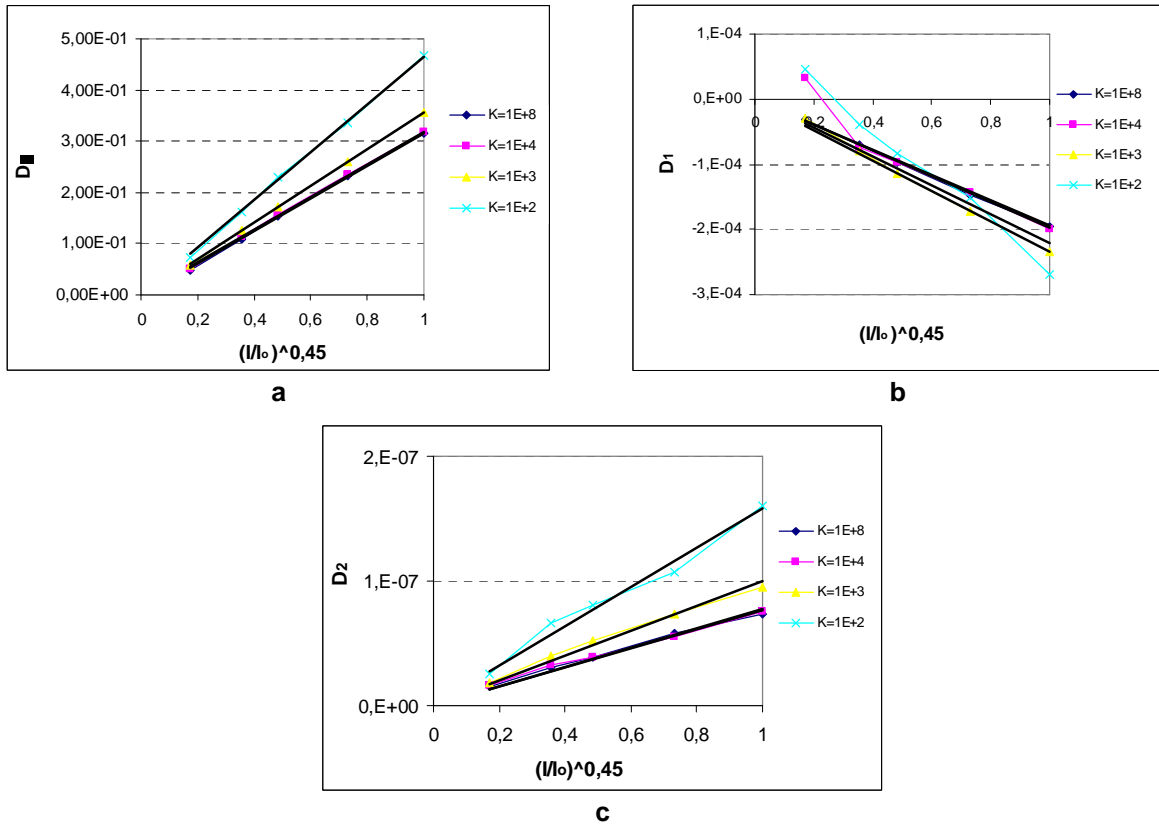 5,00E-01
4,00E-01
3,00E-01
2,00E-01
1,00E-01
0,00E+00
0 0,2 0,4 0,6 0,8 1
(I/Io)^0,45
D
K=1E+8
K=1E+4
K=1E+3
K=1E+2
a
1,E-04
0,E+00
-1,E-04
-2,E-04
-3,E-04
0 0,2 0,4 0,6 0,8 1
(I/Io)^0,45
D1
K=1E+8
K=1E+4
K=1E+3
K=1E+2
b
2,E-07
1,E-07
0,E+00
0 0,2 0,4 0,6 0,8 1
(I/Io)^0,45
D2
K=1E+8
K=1E+4
K=1E+3
K=1E+2
c